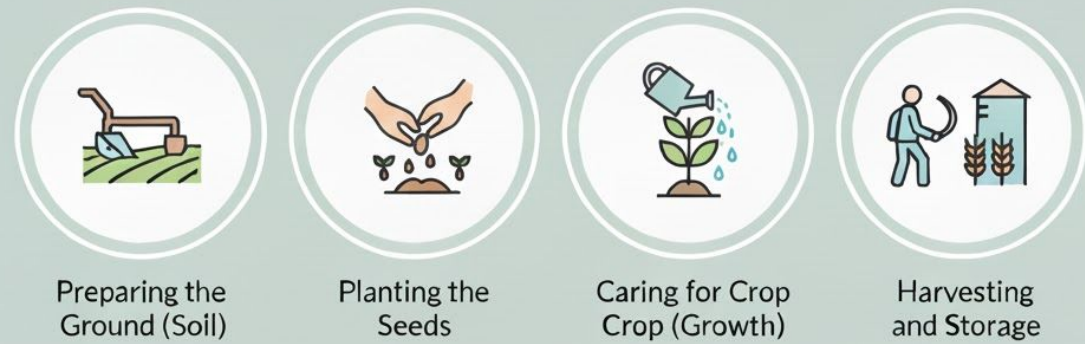 Preparing the
Ground (Soil)
Planting the
Seeds
Caring for Crop
Crop (Growth)
Harvesting
and Storage